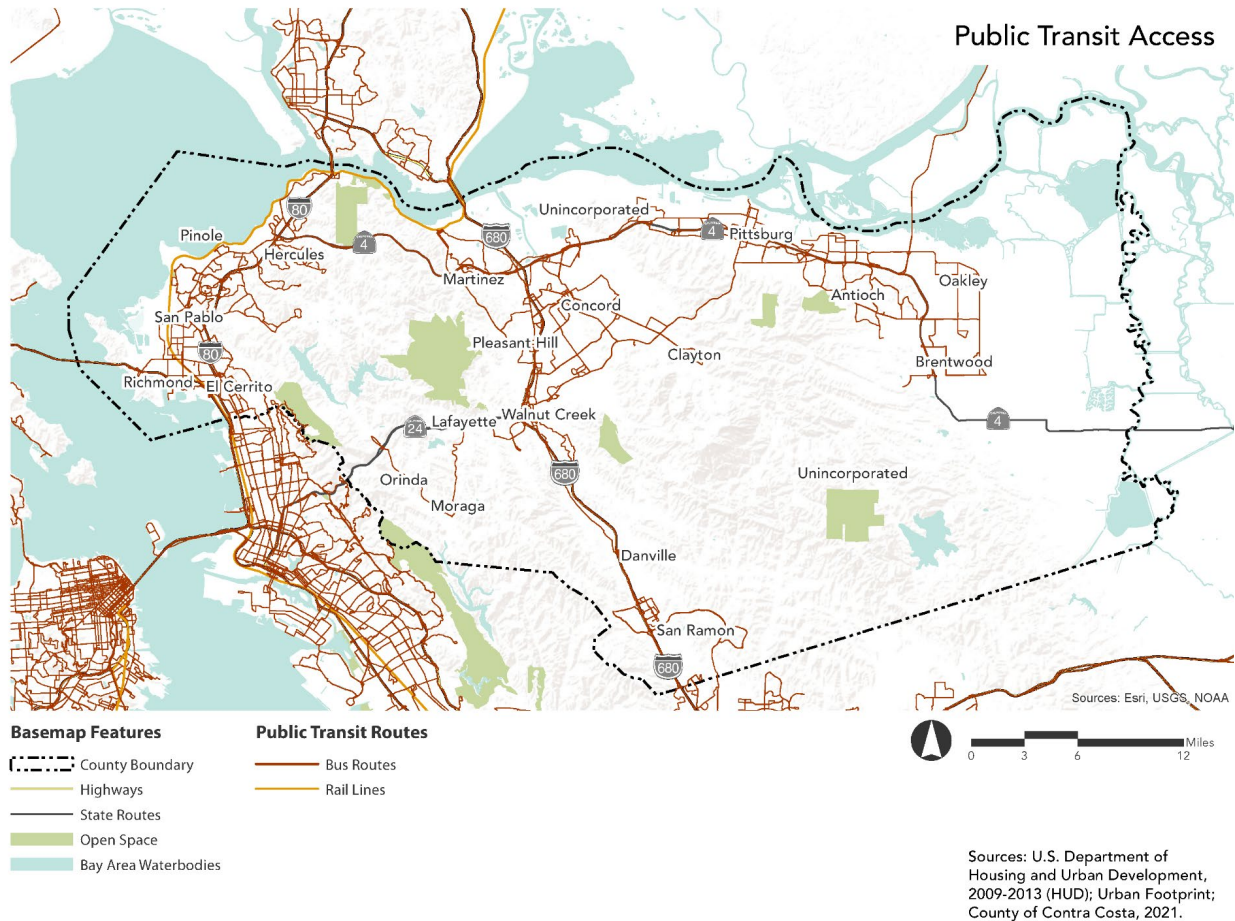 Public Transit Access
Unincorporated
80
Pinole
680
4
Pittsburg
Hercules
4
Martinez
Oakley
Antioch
Concord
San Pablo
Pleasant Hill
80
Clayton
Brentwood
Richmond
El Cerrito
Lafayette
Walnut Creek
24
4
680
Unincorporated
Orinda
Moraga
Danville
San Ramon
680
Sources: Esri, USGS, NOAA
Basemap Features
County Boundary
Highways
State Routes
Open Space
Bay Area Waterbodies
Public Transit Routes
Bus Routes
Rail Lines
Miles
0 3 6 12
Sources: U.S. Department of
Housing and Urban Development,
2009-2013 (HUD); Urban Footprint;
County of Contra Costa, 2021.